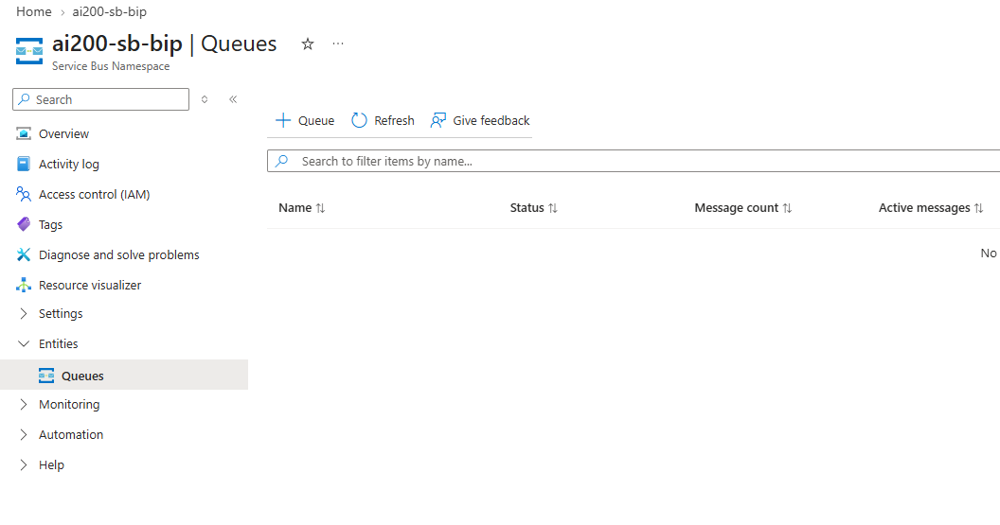 Home > ai200-sb-bip
ai200-sb-bip | Queues ☆ ...
Service Bus Namespace
Search
Overview
Activity log
Access control (IAM)
Tags
Diagnose and solve problems
Resource visualizer
Settings
Entities
Queues
Monitoring
Automation
Help
+ Queue Refresh Give feedback
Search to filter items by name...
Name ↑↓ Status ↑↓ Message count ↑↓ Active messages ↑↓
No